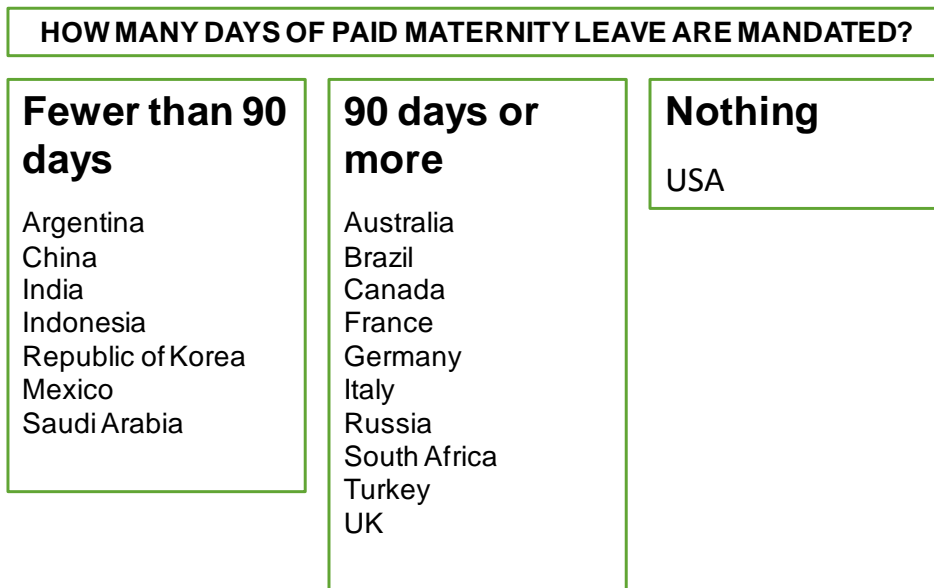 HOW MANY DAYS OF PAID MATERNITY LEAVE ARE MANDATED?
Fewer than 90
days
Argentina
China
India
Indonesia
Republic of Korea
Mexico
Saudi Arabia
90 days or
more
Australia
Brazil
Canada
France
Germany
Italy
Russia
South Africa
Turkey
UK
Nothing
USA